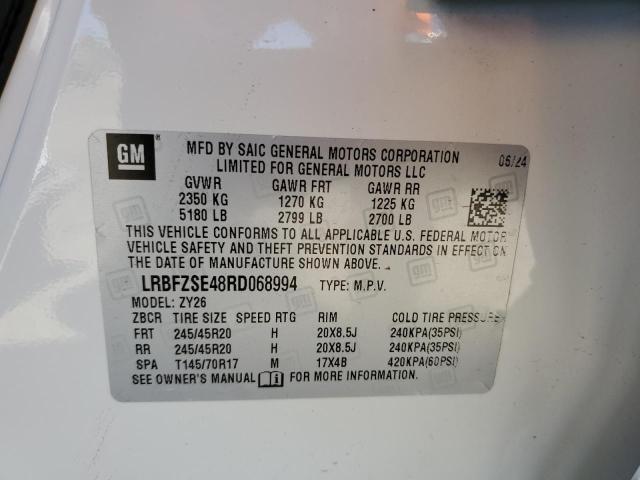 GM ®
MFD BY SAIC GENERAL MOTORS CORPORATION 06/24
LIMITED FOR GENERAL MOTORS LLC
GVWR GAWR FRT GAWR RR
2350 KG 1270 KG 1225 KG
5180 LB 2799 LB 2700 LB
THIS VEHICLE CONFORMS TO ALL APPLICABLE U.S. FEDERAL MOTOR
VEHICLE SAFETY AND THEFT PREVENTION STANDARDS IN EFFECT ON
THE DATE OF MANUFACTURE SHOWN ABOVE.
LRBFZSE48RD068994 TYPE: M.P.V.
MODEL: ZY26
ZBCR TIRE SIZE SPEED RTG RIM COLD TIRE PRESSURE
FRT 245/45R20 H 20X8.5J 240KPA(35PSI)
RR 245/45R20 H 20X8.5J 240KPA(35PSI)
SPA T145/70R17 M 17X4B 420KPA(60PSI)
SEE OWNER'S MANUAL FOR MORE INFORMATION.